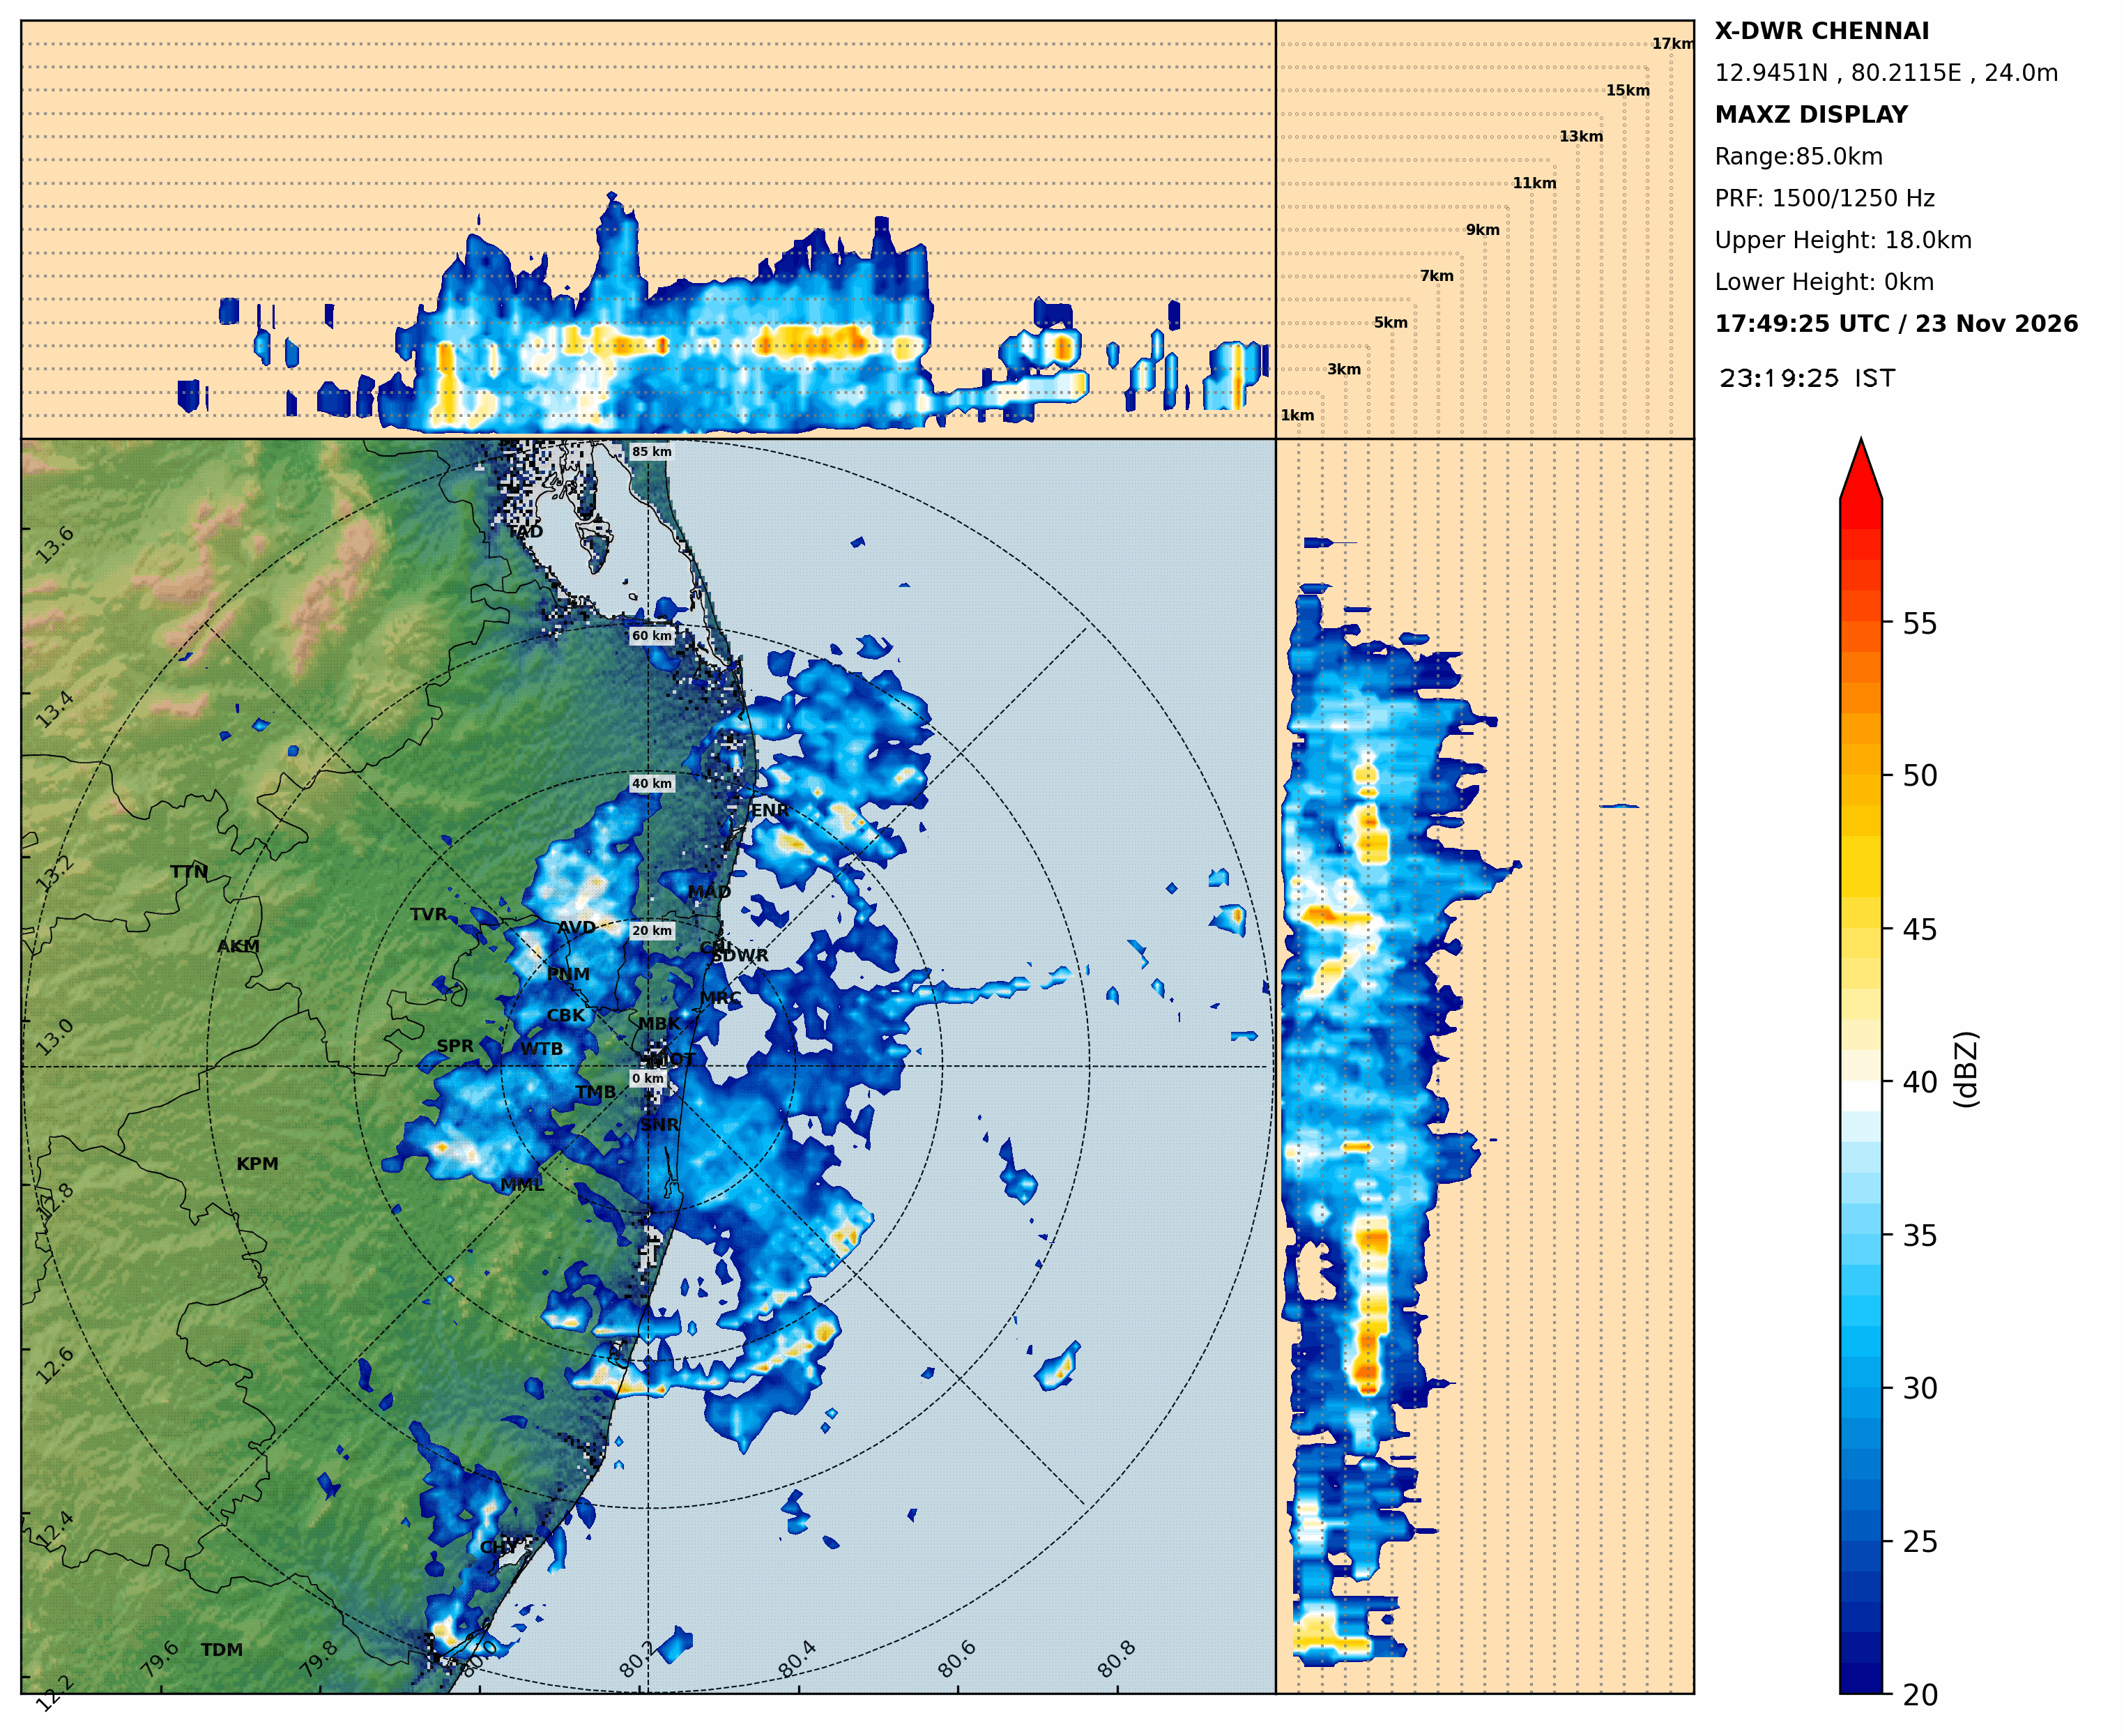 X-DWR CHENNAI
12.9451N , 80.2115E , 24.0m
MAXZ DISPLAY
Range:85.0km
PRF: 1500/1250 Hz
Upper Height: 18.0km
Lower Height: 0km
17:49:25 UTC / 23 Nov 2026
23:19:25 IST
17km
15km
13km
11km
9km
7km
5km
3km
1km
85 km
60 km
40 km
20 km
0 km
TAD
ENR
TTN
MAD
TVR
AVD
AKM
SDWR
PNM
MRC
CBK
MBK
SPR
WTB
TMB
SNR
KPM
MML
CHY
TDM
13.6
13.4
13.2
13.0
12.8
12.6
12.4
12.2
79.6
79.8
80.0
80.2
80.4
80.6
80.8
55
50
45
40
35
30
25
20
(dBZ)